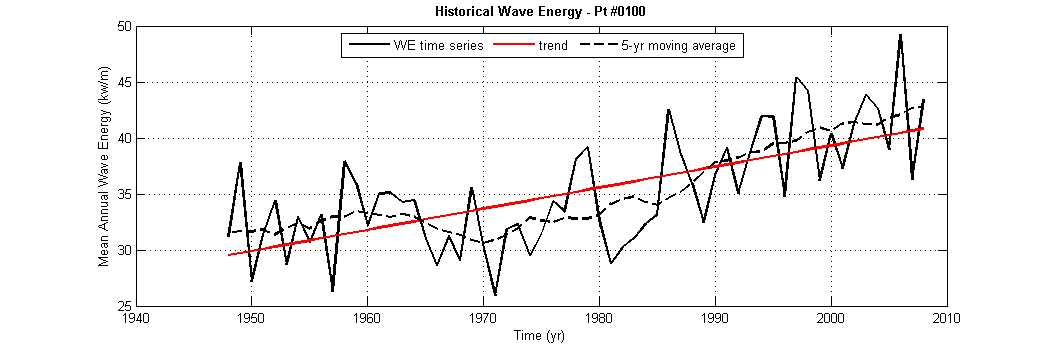 Historical Wave Energy - Pt #0100
WE time series trend 5-yr moving average
Mean Annual Wave Energy (kw/m)
50
45
40
35
30
25
1940 1950 1960 1970 1980 1990 2000 2010
Time (yr)